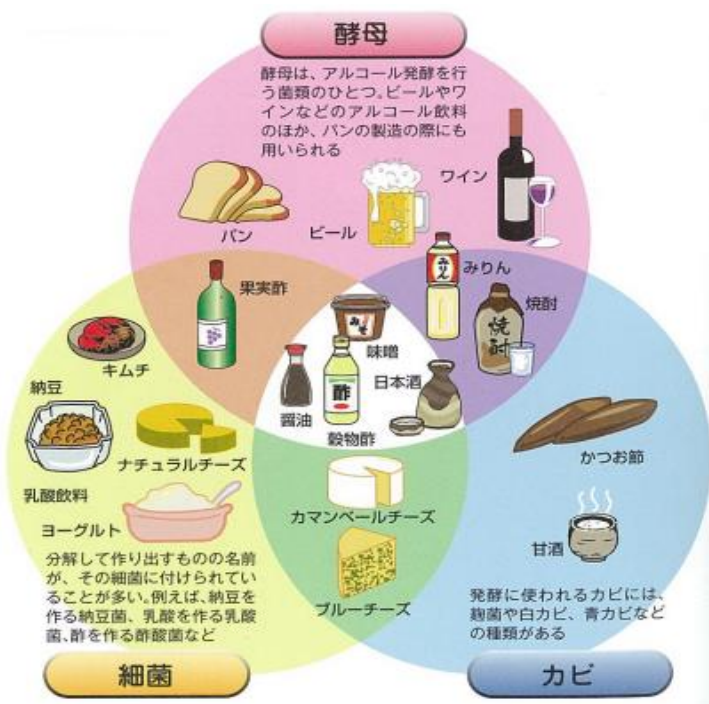 酵母
酵母は、アルコール発酵を行
う菌類のひとつ。ビールやワ
インなどのアルコール飲料
のほか、パンの製造の際にも
用いられる
ワイン
パン
ビール
みりん
みりん
果実酢
焼酎
焼酎
みそ
味噌
キムチ
酢
日本酒
納豆
醤油
穀物酢
ナチュラルチーズ
かつお節
乳酸飲料
カマンベールチーズ
ヨーグルト
甘酒
分解して作り出すものの名前
が、その細菌に付けられてい
ることが多い。例えば、納豆を
作る納豆菌、乳酸を作る乳酸
菌、酢を作る酢酸菌など
ブルーチーズ
発酵に使われるカビには、
麹菌や白カビ、青カビなど
の種類がある
細菌
カビ